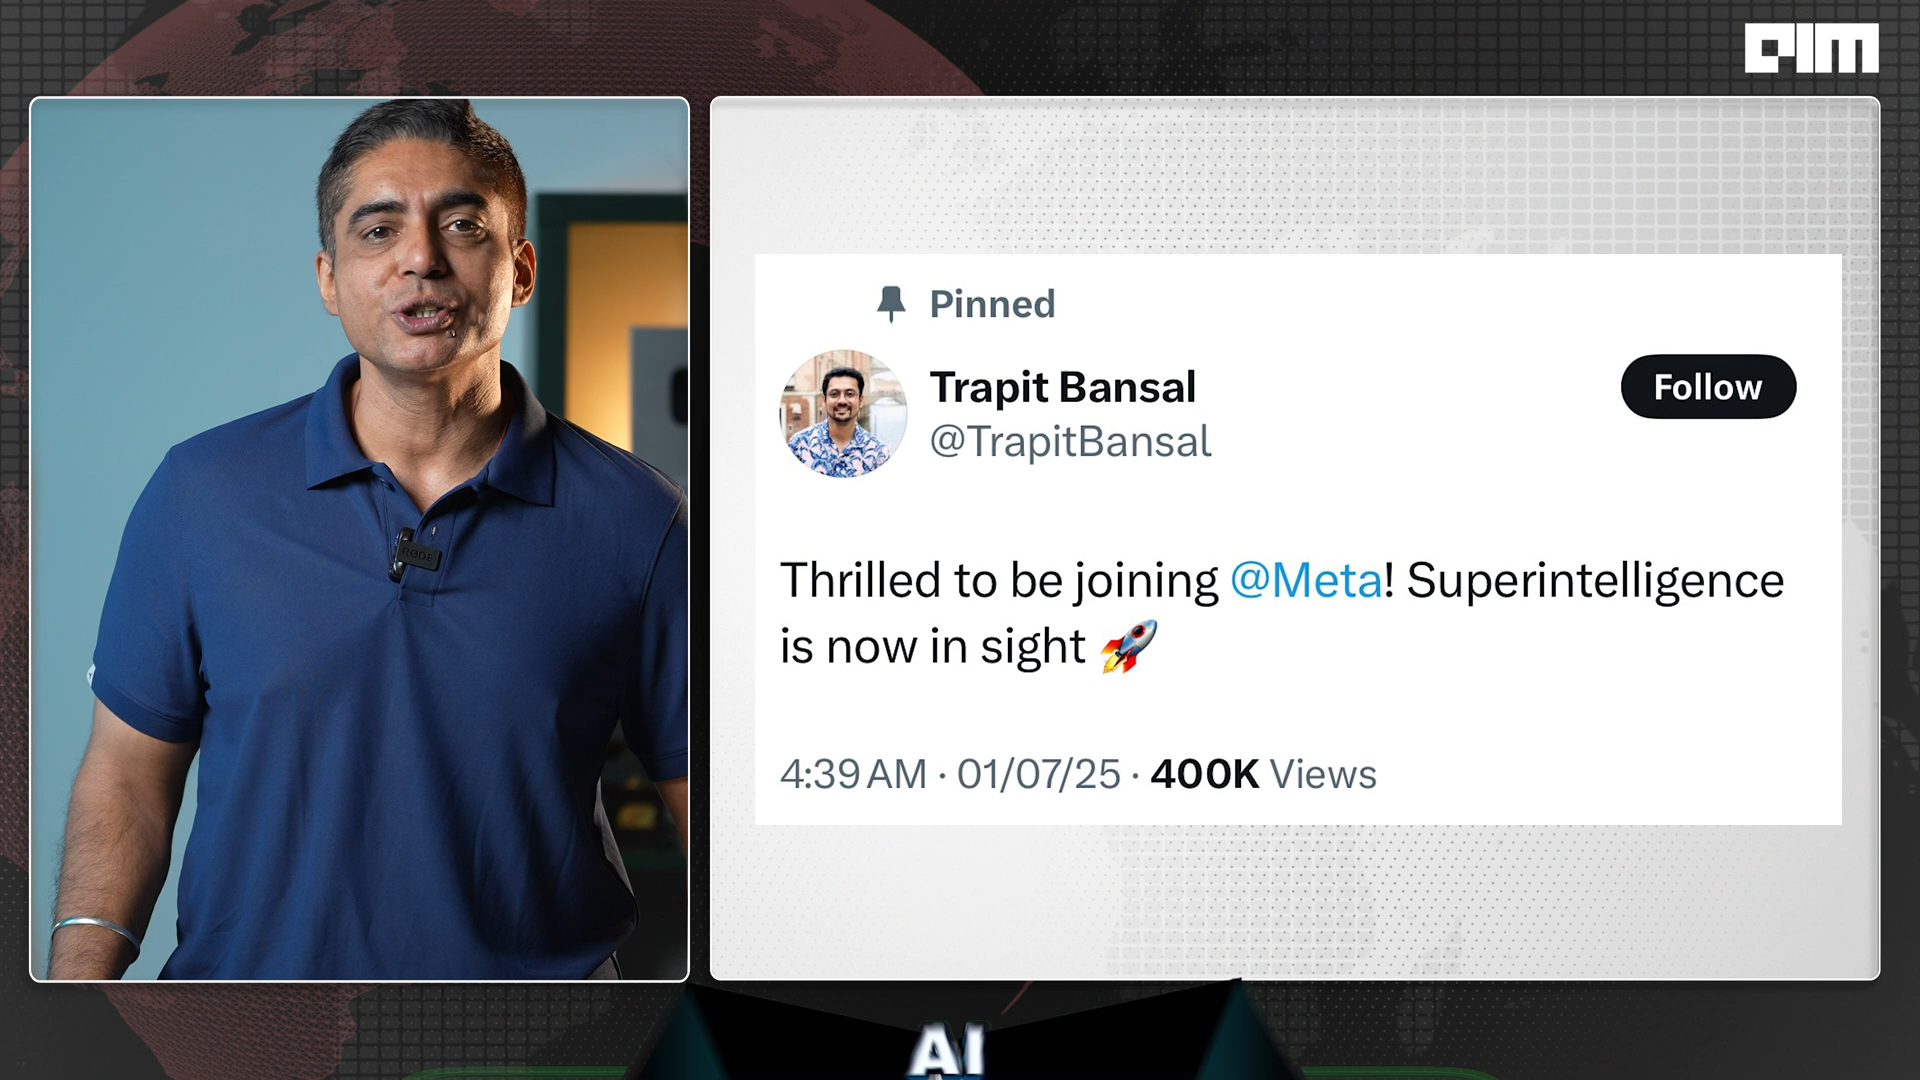 AIM
Pinned
Trapit Bansal
@TrapitBansal
Follow
Thrilled to be joining @Meta! Superintelligence
is now in sight 🚀
4:39 AM · 01/07/25 · 400K Views
RØDE
AI